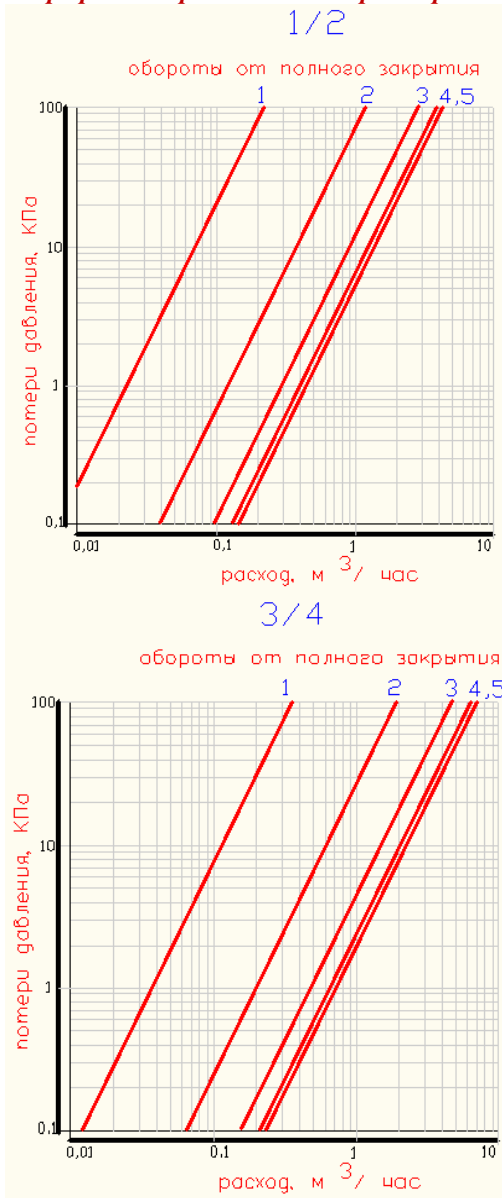 1/2
обороты от полного закрытия
1 2 3 4,5
100
10
1
0,1
потери давления, КПа
0,01 0,1 1 10
расход, м 3/ час
3/4
обороты от полного закрытия
1 2 3 4,5
100
10
1
0.1
потери давления, КПа
0,01 0.1 1 10
расход, м 3/ час